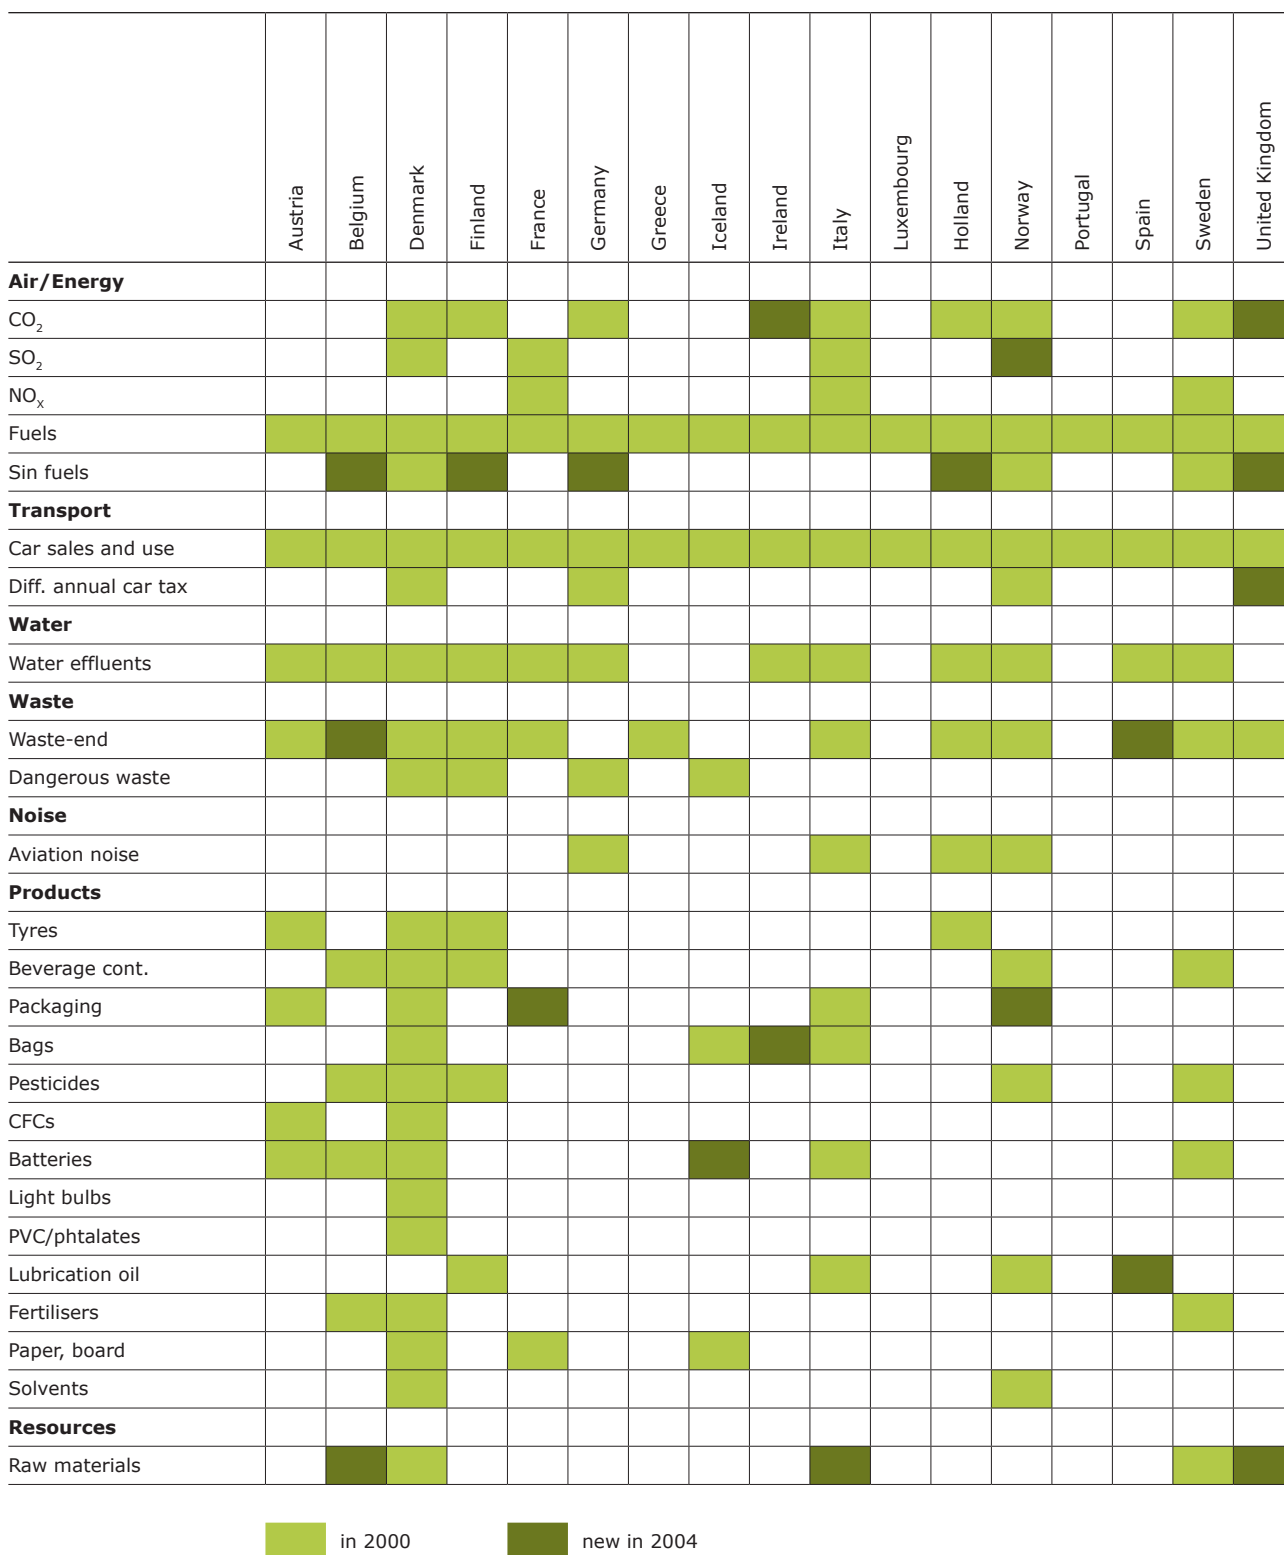 Austria
Belgium
Denmark
Finland
France
Germany
Greece
Iceland
Ireland
Italy
Luxembourg
Holland
Norway
Portugal
Spain
Sweden
United Kingdom
Air/Energy
CO₂
SO₂
NOₓ
Fuels
Sin fuels
Transport
Car sales and use
Diff. annual car tax
Water
Water effluents
Waste
Waste-end
Dangerous waste
Noise
Aviation noise
Products
Tyres
Beverage cont.
Packaging
Bags
Pesticides
CFCs
Batteries
Light bulbs
PVC/phtalates
Lubrication oil
Fertilisers
Paper, board
Solvents
Resources
Raw materials
in 2000
new in 2004